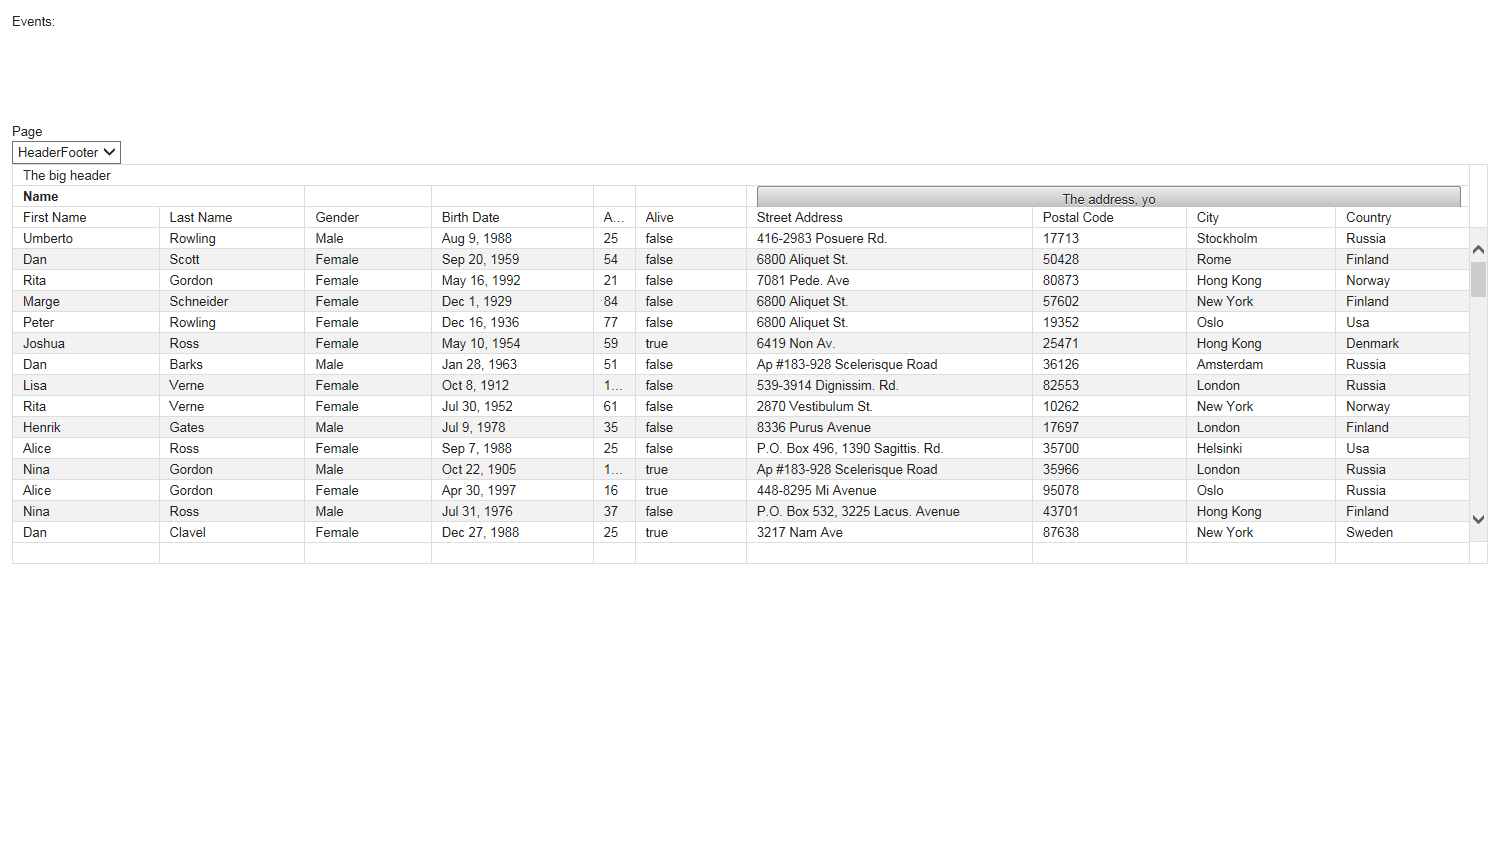 Events:
Page
HeaderFooter
The big header
Name The address, yo
First Name Last Name Gender Birth Date A... Alive Street Address Postal Code City Country
Umberto Rowling Male Aug 9, 1988 25 false 416-2983 Posuere Rd. 17713 Stockholm Russia
Dan Scott Female Sep 20, 1959 54 false 6800 Aliquet St. 50428 Rome Finland
Rita Gordon Female May 16, 1992 21 false 7081 Pede. Ave 80873 Hong Kong Norway
Marge Schneider Female Dec 1, 1929 84 false 6800 Aliquet St. 57602 New York Finland
Peter Rowling Female Dec 16, 1936 77 false 6800 Aliquet St. 19352 Oslo Usa
Joshua Ross Female May 10, 1954 59 true 6419 Non Av. 25471 Hong Kong Denmark
Dan Barks Male Jan 28, 1963 51 false Ap #183-928 Scelerisque Road 36126 Amsterdam Russia
Lisa Verne Female Oct 8, 1912 1... false 539-3914 Dignissim. Rd. 82553 London Russia
Rita Verne Female Jul 30, 1952 61 false 2870 Vestibulum St. 10262 New York Norway
Henrik Gates Male Jul 9, 1978 35 false 8336 Purus Avenue 17697 London Finland
Alice Ross Female Sep 7, 1988 25 false P.O. Box 496, 1390 Sagittis. Rd. 35700 Helsinki Usa
Nina Gordon Male Oct 22, 1905 1... true Ap #183-928 Scelerisque Road 35966 London Russia
Alice Gordon Female Apr 30, 1997 16 true 448-8295 Mi Avenue 95078 Oslo Russia
Nina Ross Male Jul 31, 1976 37 false P.O. Box 532, 3225 Lacus. Avenue 43701 Hong Kong Finland
Dan Clavel Female Dec 27, 1988 25 true 3217 Nam Ave 87638 New York Sweden